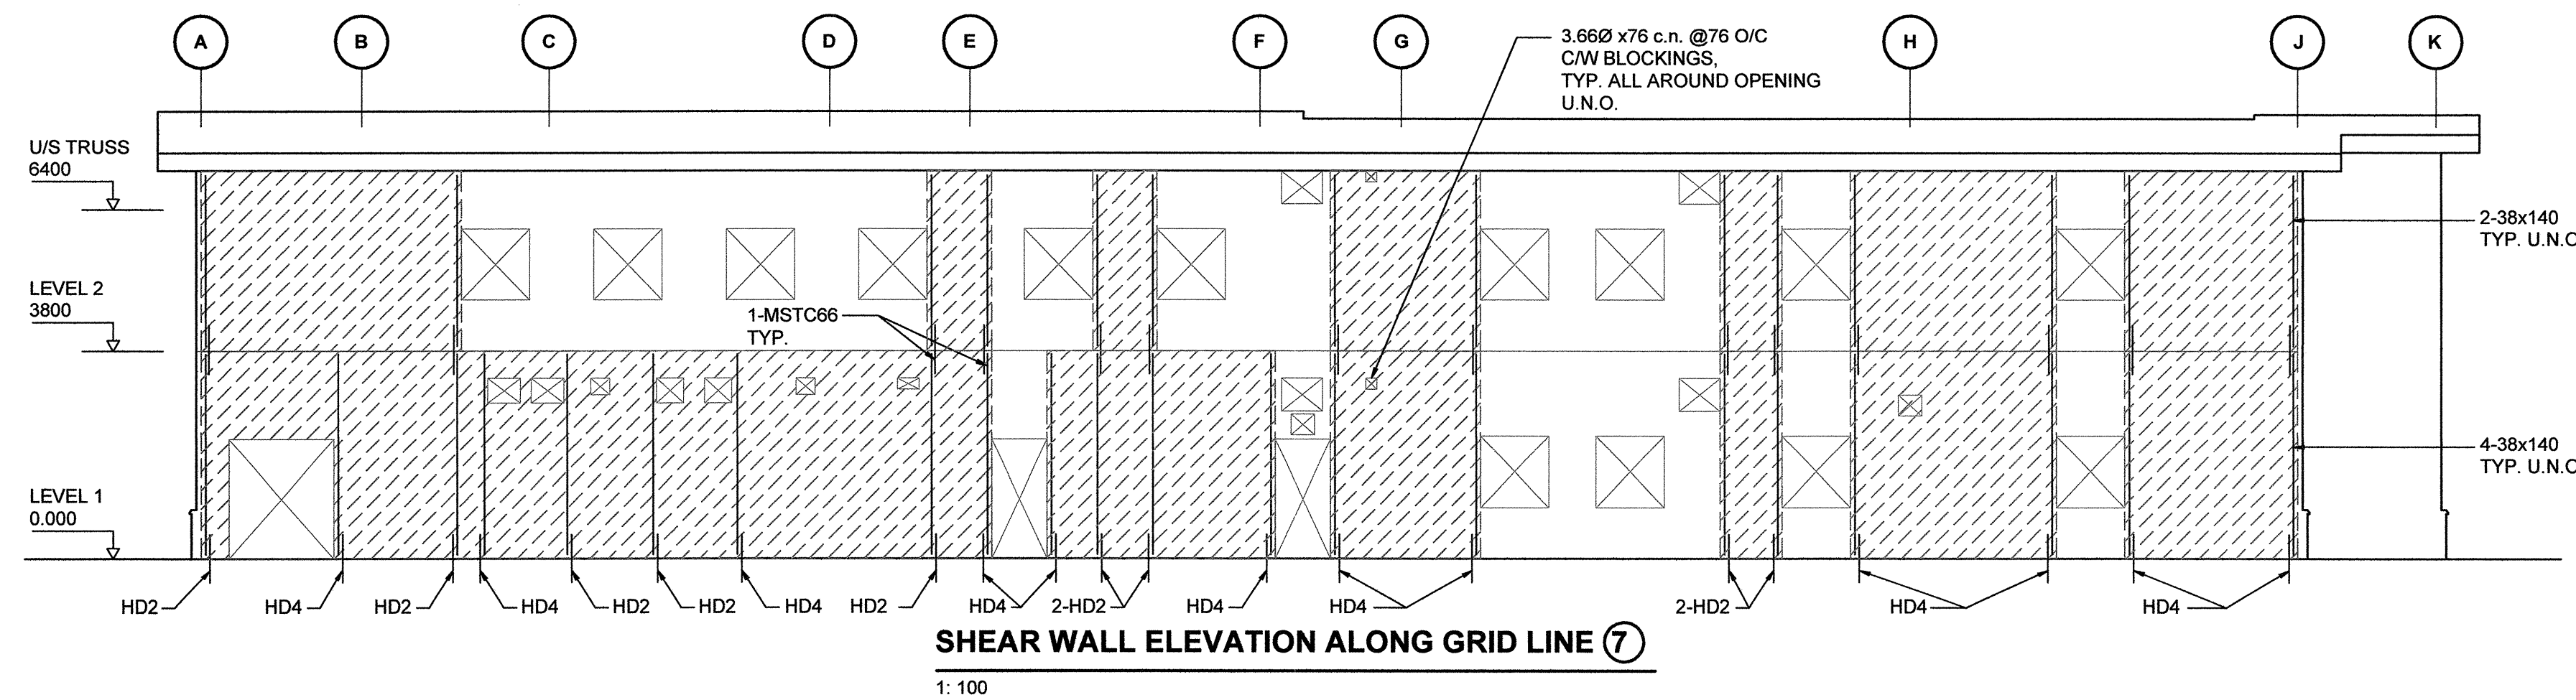 A B C D E F G H J K
3.66Ø x76 c.n. @76 O/C
C/W BLOCKINGS,
TYP. ALL AROUND OPENING
U.N.O.
U/S TRUSS
6400
2-38x140
TYP. U.N.O
LEVEL 2
3800
1-MSTC66
TYP.
4-38x140
TYP. U.N.O
LEVEL 1
0.000
HD2 HD4 HD2 HD4 HD2 HD2 HD4 HD2 HD4 2-HD2 HD4 HD4 2-HD2 HD4 HD4
SHEAR WALL ELEVATION ALONG GRID LINE 7
1: 100